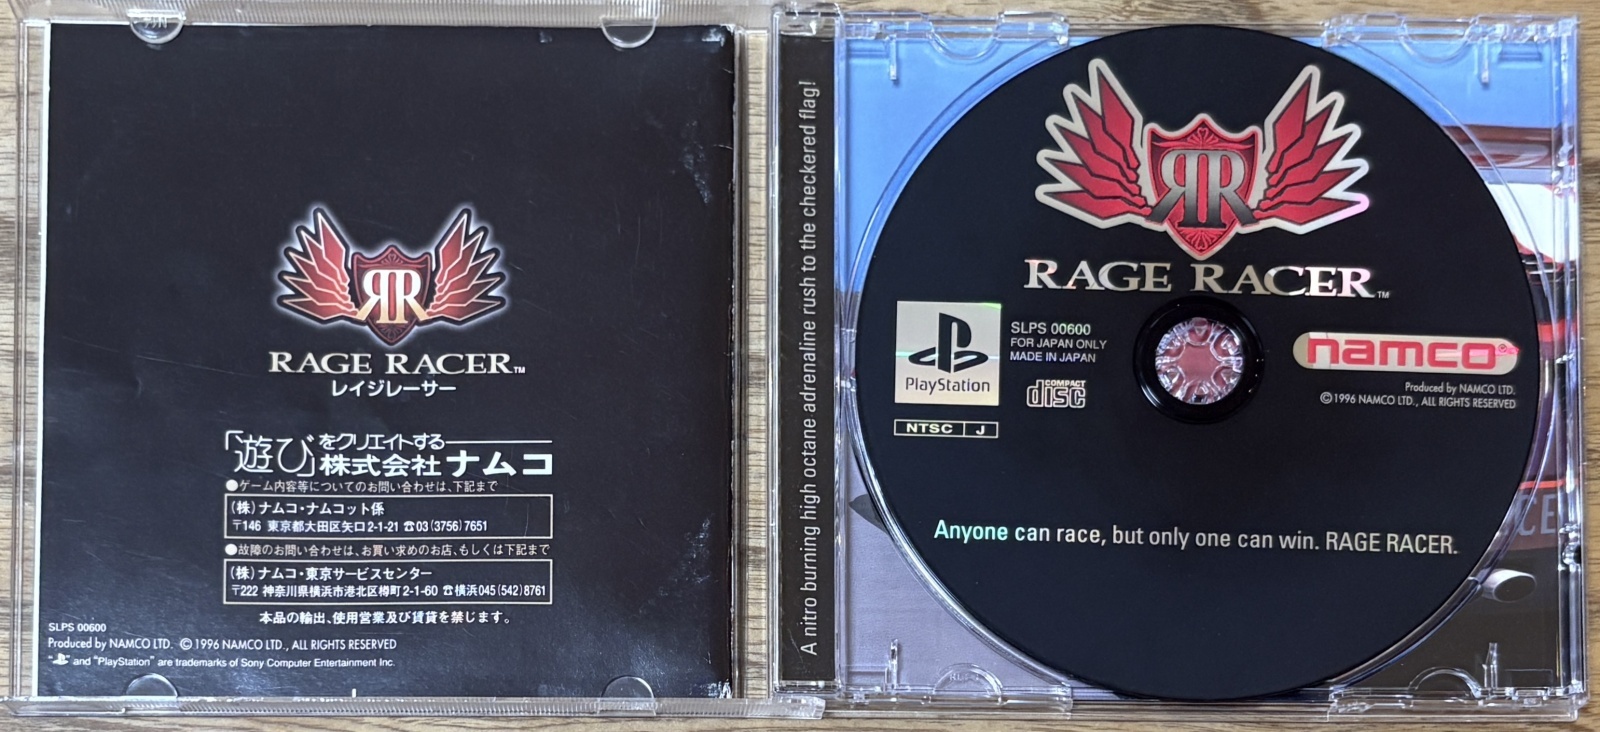 RR
RAGE RACER™
レイジレーサー
「遊び」をクリエイトする
株式会社ナムコ
●ゲーム内容等についてのお問い合わせは、下記まで
(株)ナムコ・ナムコット係
〒146 東京都大田区矢口2-1-21 ☎03(3756)7651
●故障のお問い合わせは、お買い求めのお店、もしくは下記まで
(株)ナムコ・東京サービスセンター
〒222 神奈川県横浜市港北区樽町2-1-60 ☎横浜045(542)8761
本品の輸出、使用営業及び賃貸を禁じます。
SLPS 00600
Produced by NAMCO LTD. ©1996 NAMCO LTD., ALL RIGHTS RESERVED
"PS" and "PlayStation" are trademarks of Sony Computer Entertainment Inc.
A nitro burning high octane adrenaline rush to the checkered flag!
RR
RAGE RACER™
PlayStation
SLPS 00600
FOR JAPAN ONLY
MADE IN JAPAN
COMPACT
disc
NTSC J
namco®
Produced by NAMCO LTD.
©1996 NAMCO LTD., ALL RIGHTS RESERVED
Anyone can race, but only one can win. RAGE RACER.